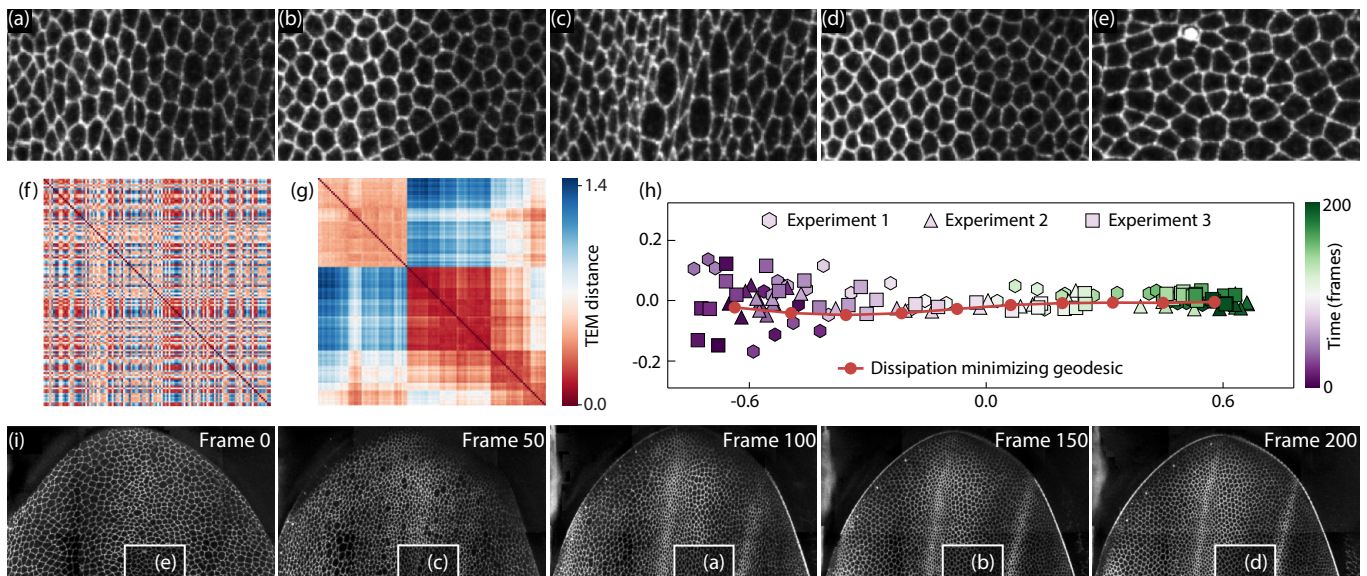 (a) (b) (c) (d) (e)
(f) (g) (h)
1.4
TEM distance
0.0
0.2
0.0
-0.2
Experiment 1 Experiment 2 Experiment 3
Dissipation minimizing geodesic
-0.6 0.0 0.6
200
Time (frames)
0
(i) Frame 0 Frame 50 Frame 100 Frame 150 Frame 200
(e) (c) (a) (b) (d)